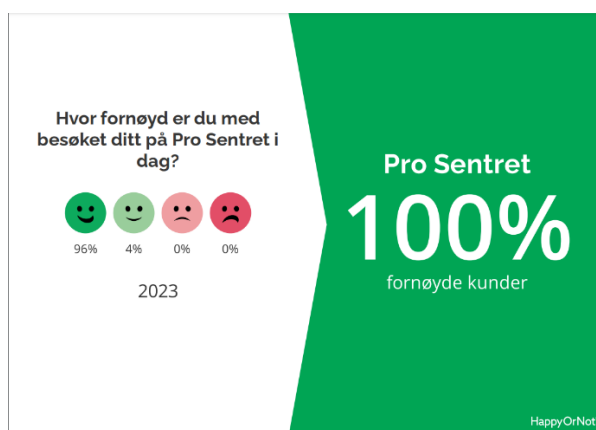 Hvor fornøyd er du med
besøket ditt på Pro Sentret i
dag?
96% 4% 0% 0%
2023
Pro Sentret
100%
fornøyde kunder
HappyOrNot